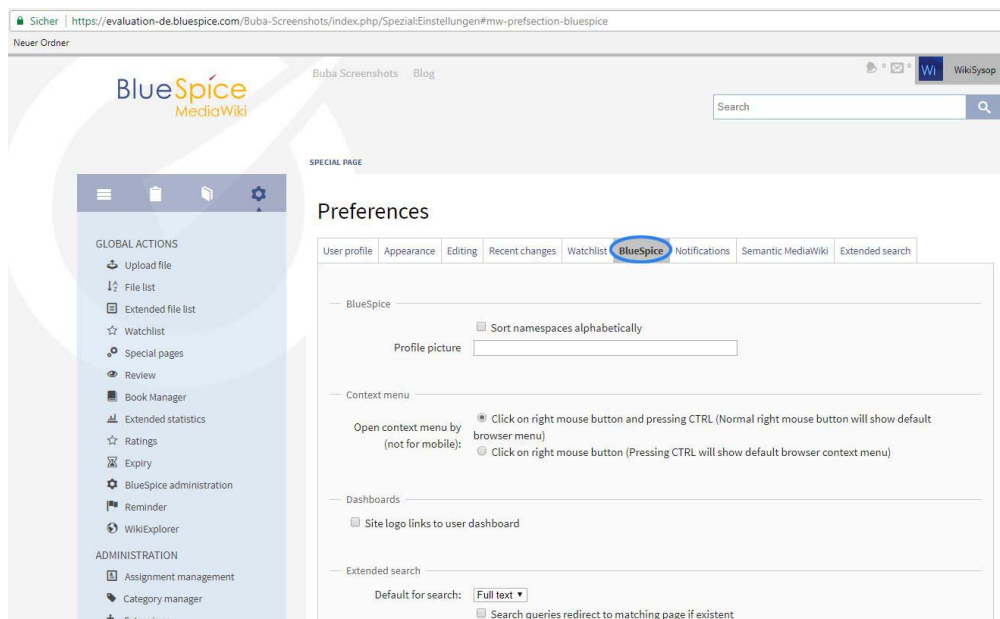 Sicher | https://evaluation-de.bluespice.com/Buba-Screenshots/index.php/Spezial:Einstellungen#mw-prefsection-bluespice
Neuer Ordner
BlueSpice
MediaWiki
Buba Screenshots Blog
Wi WikiSysop
Search
SPECIAL PAGE
Preferences
User profile Appearance Editing Recent changes Watchlist BlueSpice Notifications Semantic MediaWiki Extended search
GLOBAL ACTIONS
Upload file
File list
Extended file list
Watchlist
Special pages
Review
Book Manager
Extended statistics
Ratings
Expiry
BlueSpice administration
Reminder
WikiExplorer
ADMINISTRATION
Assignment management
Category manager
BlueSpice
Sort namespaces alphabetically
Profile picture
Context menu
Open context menu by
(not for mobile):
Click on right mouse button and pressing CTRL (Normal right mouse button will show default
browser menu)
Click on right mouse button (Pressing CTRL will show default browser context menu)
Dashboards
Site logo links to user dashboard
Extended search
Default for search: Full text
Search queries redirect to matching page if existent